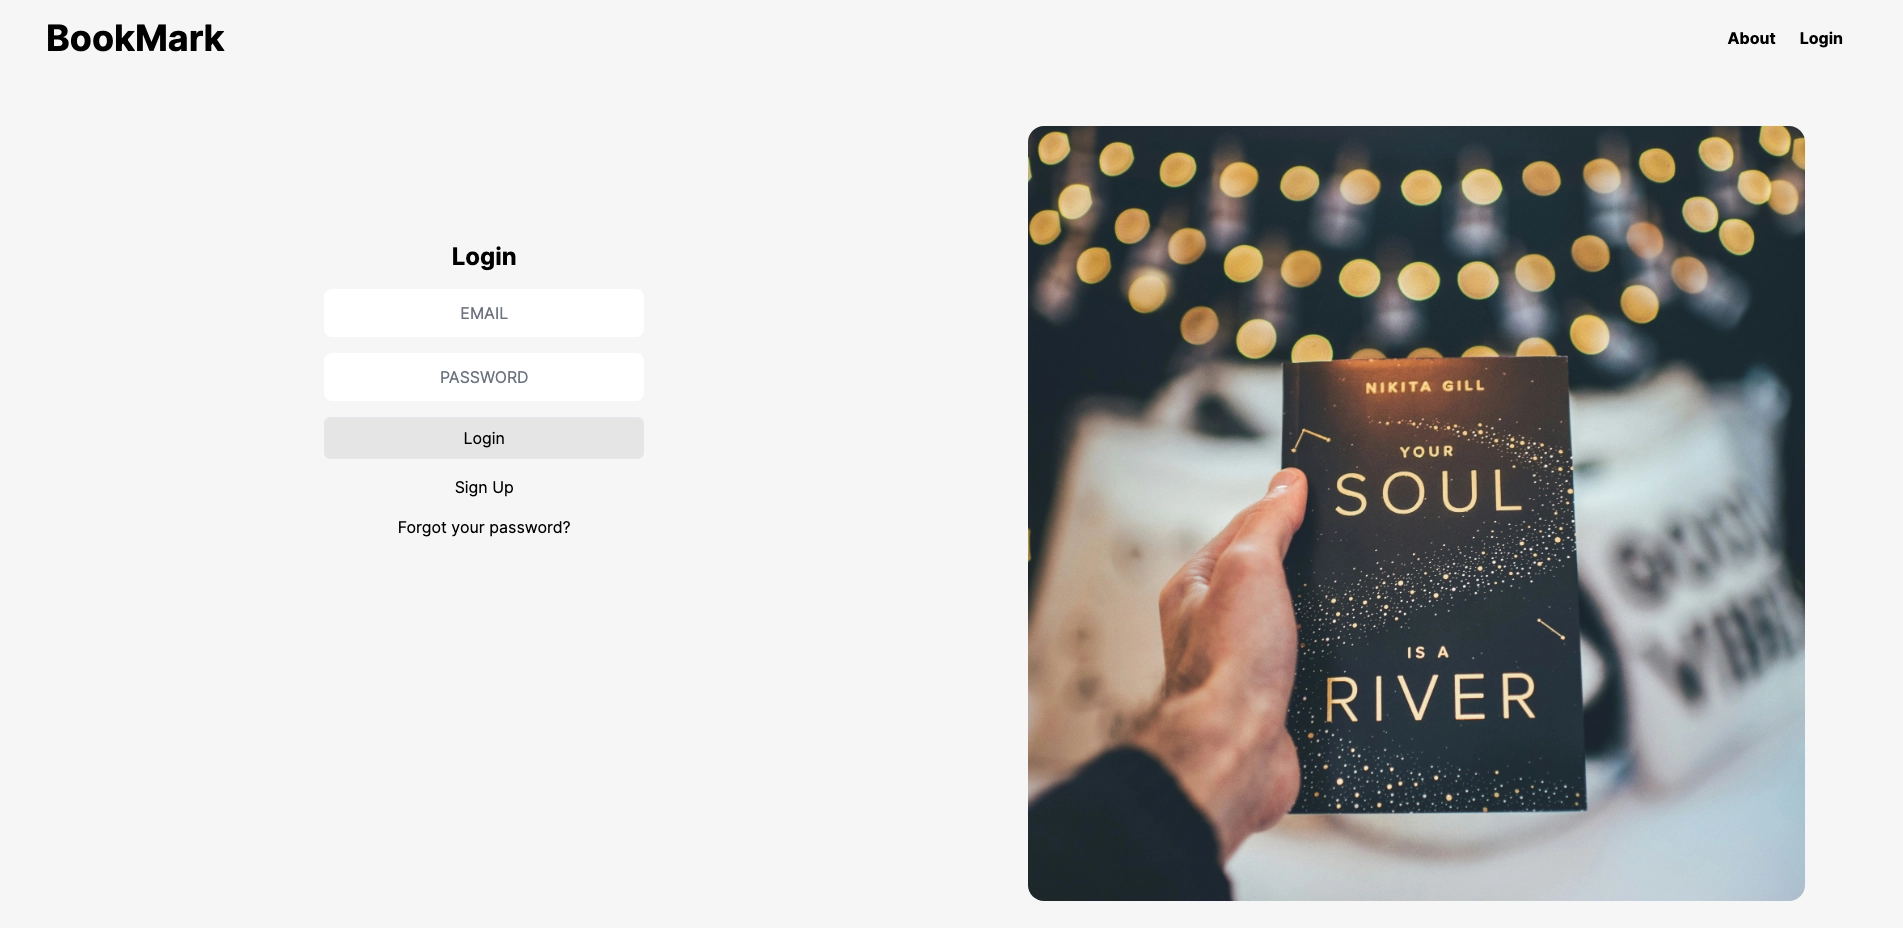 BookMark
About Login
Login
EMAIL
PASSWORD
Login
Sign Up
Forgot your password?
NIKITA GILL
YOUR
SOUL
IS A
RIVER